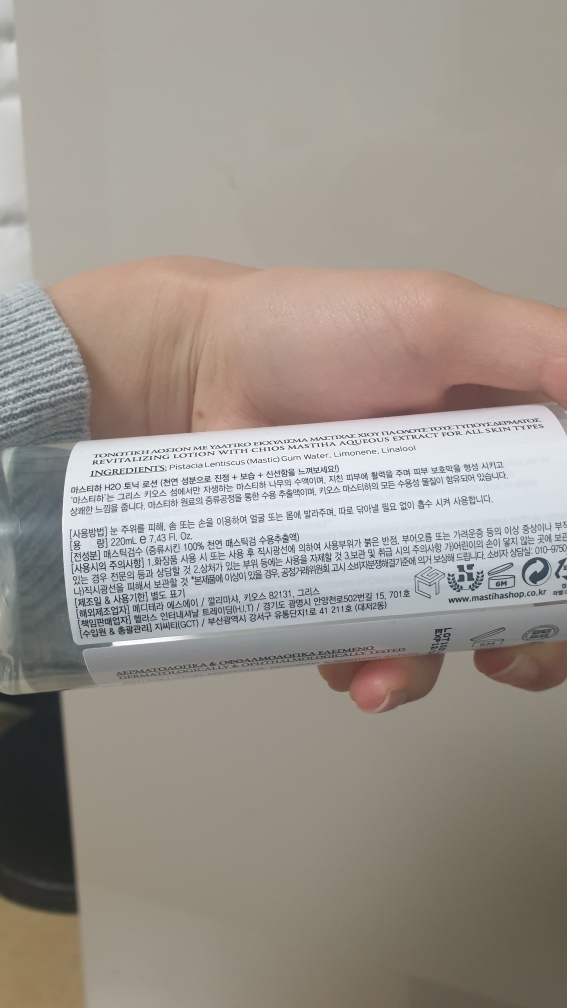 ΤΟΝΩΤΙΚΗ ΛΟΣΙΟΝ ΜΕ ΥΔΑΤΙΚΟ ΕΚΧΥΛΙΣΜΑ ΜΑΣΤΙΧΑΣ ΧΙΟΥ ΓΙΑ ΟΛΟΥΣ ΤΟΥΣ ΤΥΠΟΥΣ ΔΕΡΜΑΤΟΣ
REVITALIZING LOTION WITH CHIOS MASTIHA AQUEOUS EXTRACT FOR ALL SKIN TYPES
INGREDIENTS: Pistacia Lentiscus (Mastic) Gum Water, Limonene, Linalool
마스티하 H2O 토닉 로션 (천연 성분으로 진정 + 보습 + 신선함을 느껴보세요!)
'마스티하'는 그리스 키오스 섬에서만 자생하는 마스티하 나무의 수액이며, 지친 피부에 활력을 주며 피부 보호막을 형성 시키고
상쾌한 느낌을 줍니다. 마스티하 원료의 증류공정을 통한 수용 추출액이며, 키오스 마스티하의 모든 수용성 물질이 함유되어 있습니다.
[사용방법] 눈 주위를 피해, 솜 또는 손을 이용하여 얼굴 또는 몸에 발라주며, 따로 닦아낼 필요 없이 흡수 시켜 사용합니다.
[용 량] 220mL e 7.43 Fl. Oz.
[전성분] 매스틱검수 (증류시킨 100% 천연 매스틱검 수용추출액)
[사용시의 주의사항] 1.화장품 사용 시 또는 사용 후 직사광선에 의하여 사용부위가 붉은 반점, 부어오름 또는 가려움증 등의 이상 증상이나 부작
있는 경우 전문의 등과 상담할 것 2.상처가 있는 부위 등에는 사용을 자제할 것 3.보관 및 취급 시의 주의사항 가)어린이의 손이 닿지 않는 곳에 보관
나)직사광선을 피해서 보관할 것 *본제품에 이상이 있을 경우, 공정거래위원회 고시 소비자분쟁해결기준에 의거 보상해 드립니다. 소비자 상담실: 010-9750
[제조일 & 사용기한] 별도 표기
[해외제조업자] 메디테라 에스에이 / 깔리마시, 키오스 82131, 그리스
[책임판매업자] 헬라스 인터내셔널 트레이딩(H.I.T) / 경기도 광명시 안양천로502번길 15, 701호
[수입원 & 총괄관리] 지씨티(GCT) / 부산광역시 강서구 유통단지1로 41 211호 (대저2동)
H
6M
www.mastihashop.co.kr
ΔΕΡΜΑΤΟΛΟΓΙΚΑ & ΟΦΘΑΛΜΟΛΟΓΙΚΑ ΕΛΕΓΜΕΝΟ
DERMATOLOGICALLY & OPHTHALMOLOGICALLY TESTED
LOT
EXP
6M